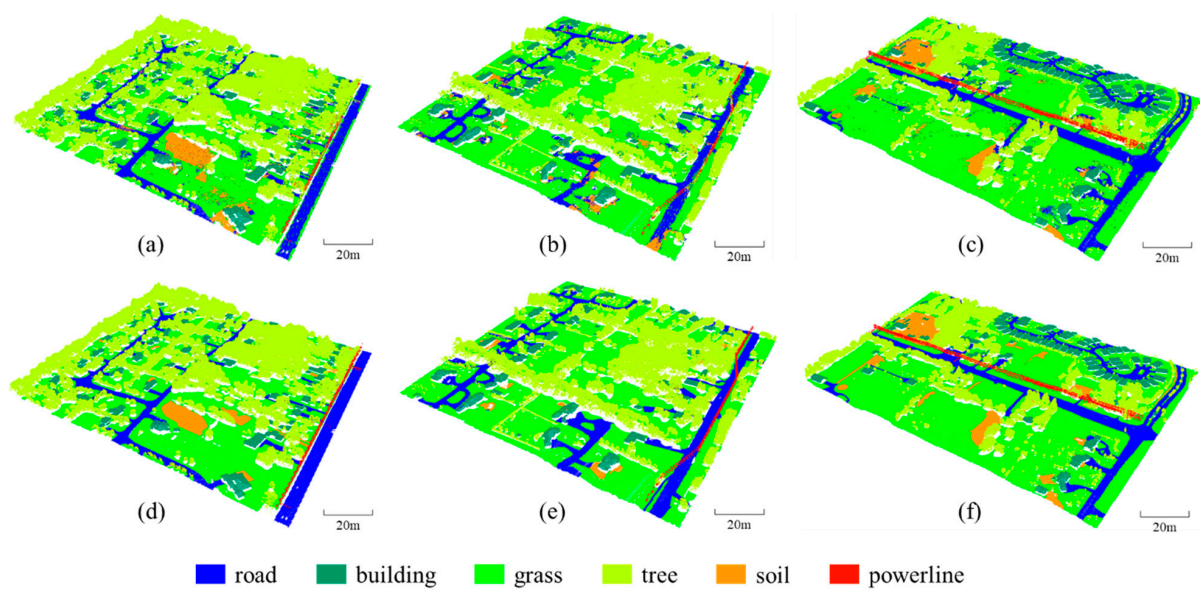 (a)
20m
(b)
20m
(c)
20m
(d)
20m
(e)
20m
(f)
20m
road building grass tree soil powerline